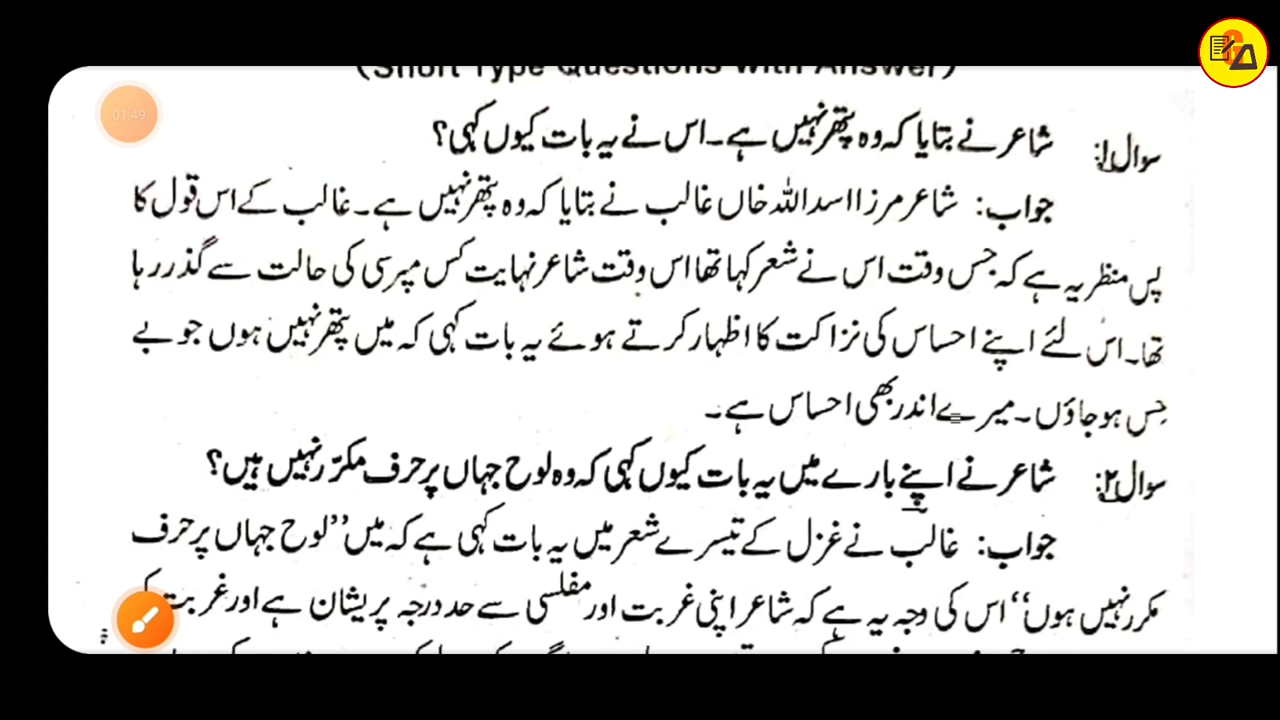 (Short Type Questions with Answer)
01:49
سوال ۱: شاعر نے بتایا کہ وہ پتھر نہیں ہے۔ اس نے یہ بات کیوں کہی؟
جواب: شاعر مرزا اسد اللہ خاں غالب نے بتایا کہ وہ پتھر نہیں ہے۔ غالب کے اس قول کا
پس منظر یہ ہے کہ جس وقت اس نے شعر کہا تھا اس وقت شاعر نہایت کس مپرسی کی حالت سے گذر رہا
تھا۔ اس لئے اپنے احساس کی نزاکت کا اظہار کرتے ہوئے یہ بات کہی کہ میں پتھر نہیں ہوں جو بے
حِس ہو جاؤں۔ میرے اندر بھی احساس ہے۔
سوال ۲: شاعر نے اپنے بارے میں یہ بات کیوں کہی کہ وہ لوح جہاں پر حرف مکرّر نہیں ہیں؟
جواب: غالب نے غزل کے تیسرے شعر میں یہ بات کہی ہے کہ میں ”لوح جہاں پر حرف
مکرر نہیں ہوں“ اس کی وجہ یہ ہے کہ شاعر اپنی غربت اور مفلسی سے حد درجہ پریشان ہے اور غربت کی